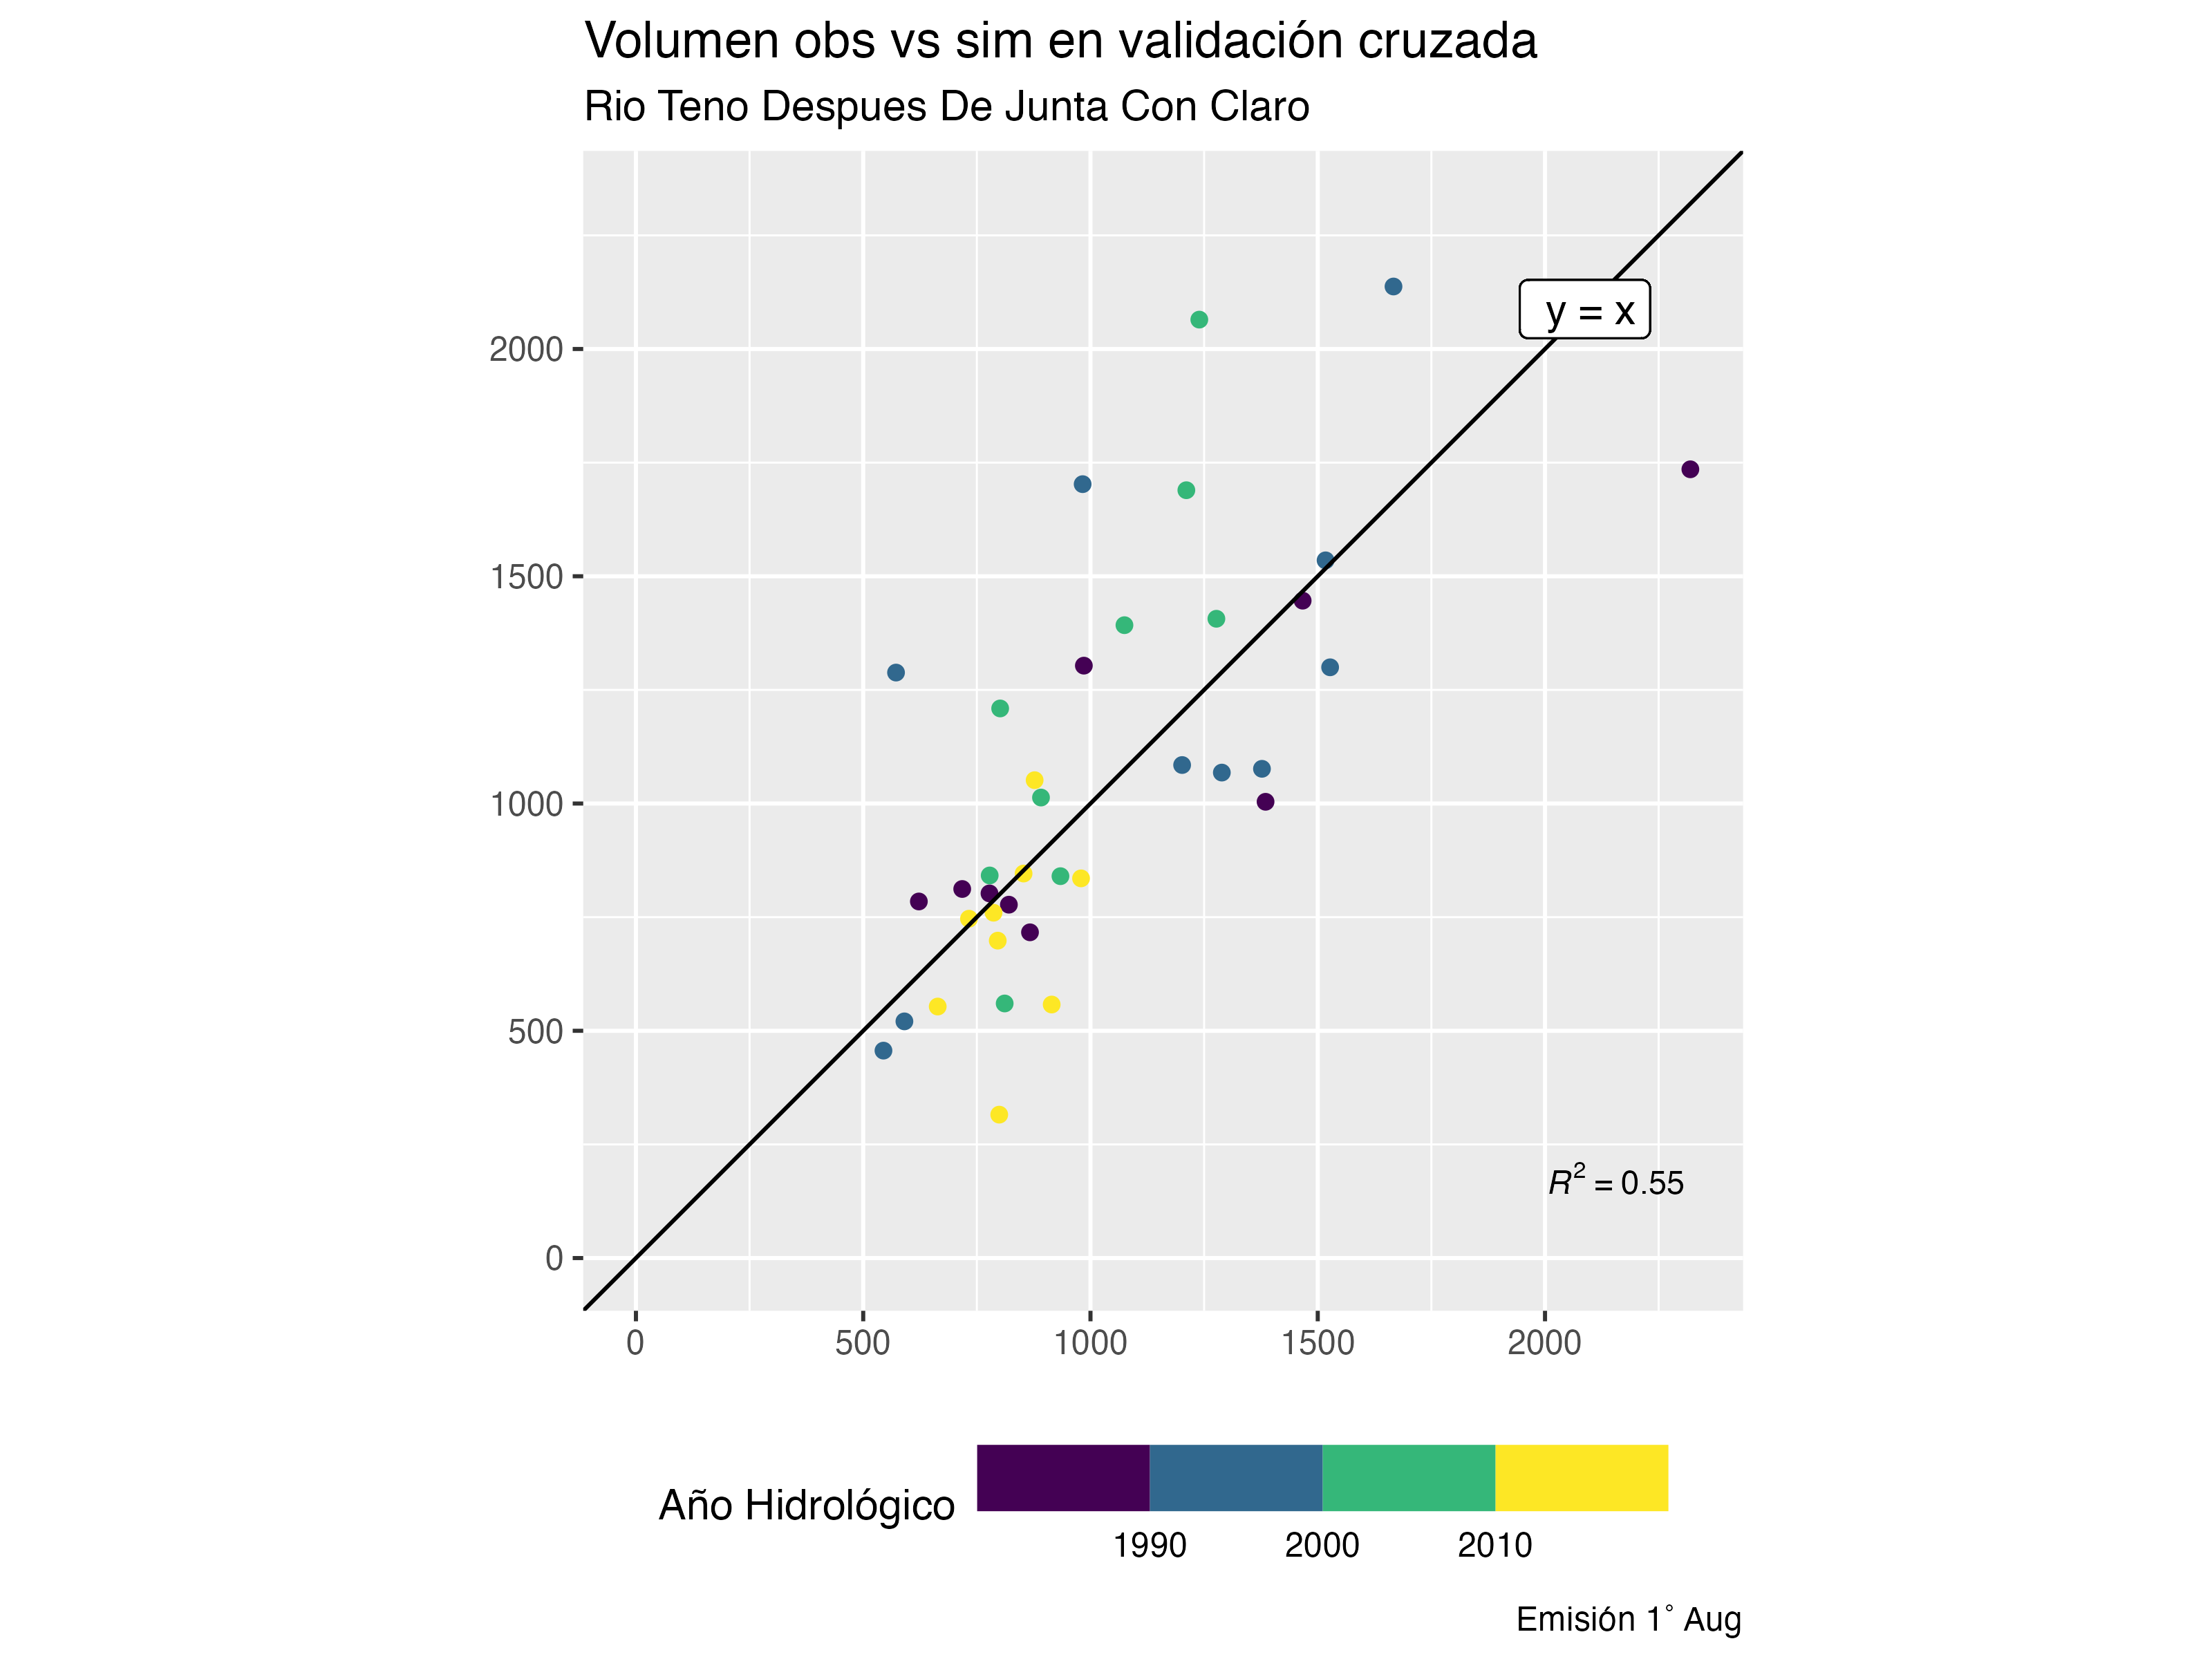 Volumen obs vs sim en validación cruzada
Rio Teno Despues De Junta Con Claro
y = x
2000
1500
1000
500
0
R² = 0.55
0 500 1000 1500 2000
Año Hidrológico
1990 2000 2010
Emisión 1° Aug